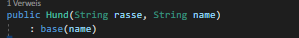 1 Verweis
public Hund(String rasse, String name)
: base(name)